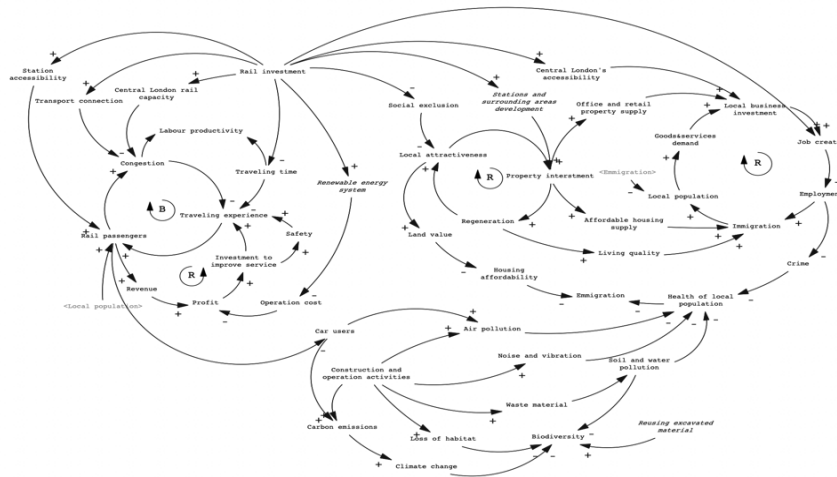 Station
accessibility
Rail investment
Central London's
accessibility
Central London rail
capacity
Transport connection
Social exclusion
Stations and
surrounding areas
development
Office and retail
property supply
Local business
investment
Labour productivity
Goods&services
demand
Job creat
Congestion
Local attractiveness
Traveling time
Renewable energy
system
Property interstment
<Emigration>
R
R
Local population
Employme
B
Traveling experience
Regeneration
Affordable housing
supply
Immigration
Rail passengers
Safety
Land value
Living quality
Investment to
improve service
R
Housing
affordability
Crime
Revenue
<Local population>
Profit
Operation cost
Emmigration
Health of local
population
Car users
Air pollution
Construction and
operation activities
Noise and vibration
Soil and water
pollution
Waste material
Carbon emissions
Loss of habitat
Biodiversity
Reusing excavated
material
Climate change